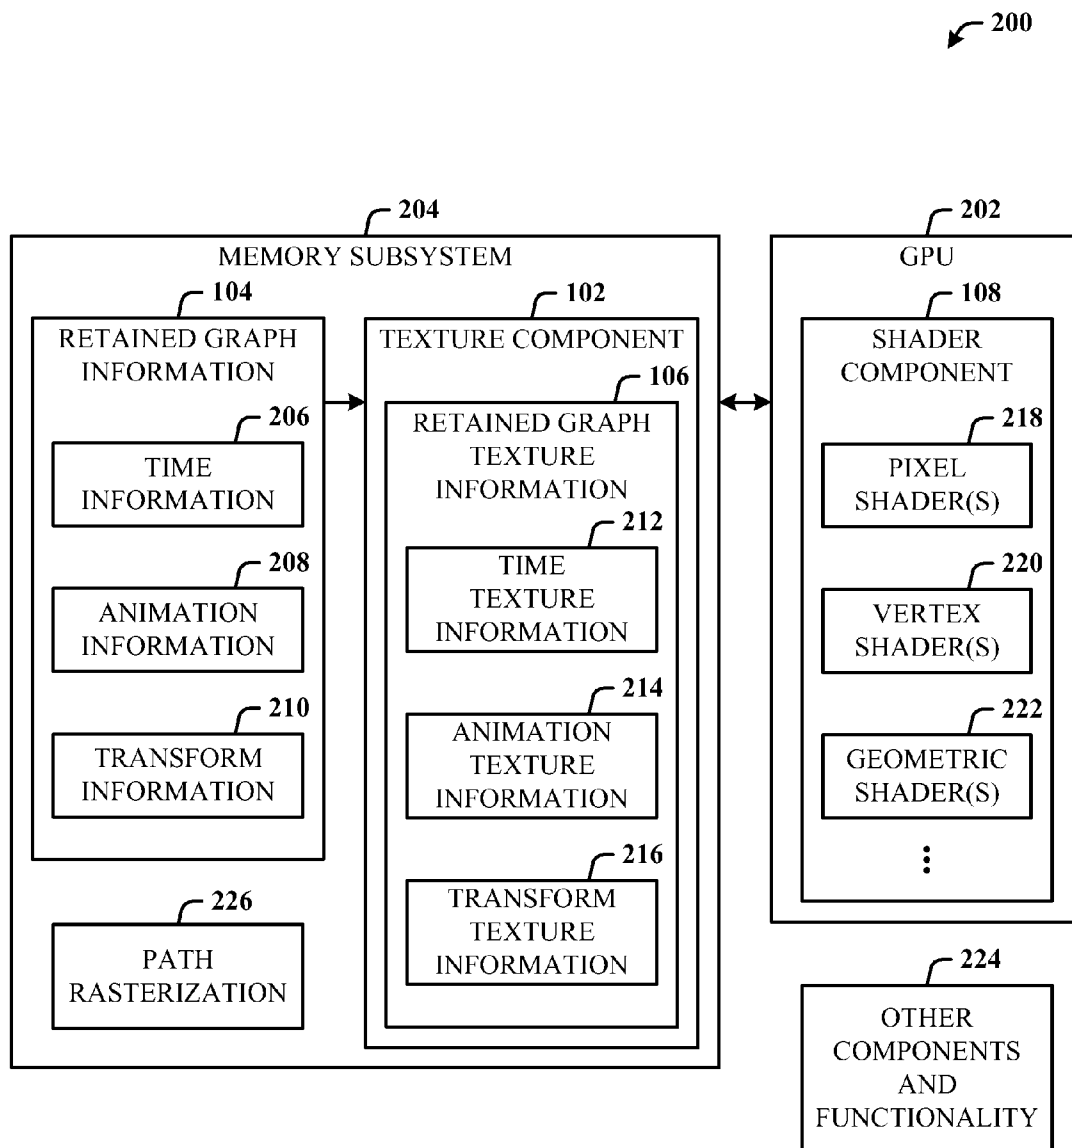 200
204
MEMORY SUBSYSTEM
104
RETAINED GRAPH
INFORMATION
206
TIME
INFORMATION
208
ANIMATION
INFORMATION
210
TRANSFORM
INFORMATION
226
PATH
RASTERIZATION
102
TEXTURE COMPONENT
106
RETAINED GRAPH
TEXTURE
INFORMATION
212
TIME
TEXTURE
INFORMATION
214
ANIMATION
TEXTURE
INFORMATION
216
TRANSFORM
TEXTURE
INFORMATION
202
GPU
108
SHADER
COMPONENT
218
PIXEL
SHADER(S)
220
VERTEX
SHADER(S)
222
GEOMETRIC
SHADER(S)
224
OTHER
COMPONENTS
AND
FUNCTIONALITY